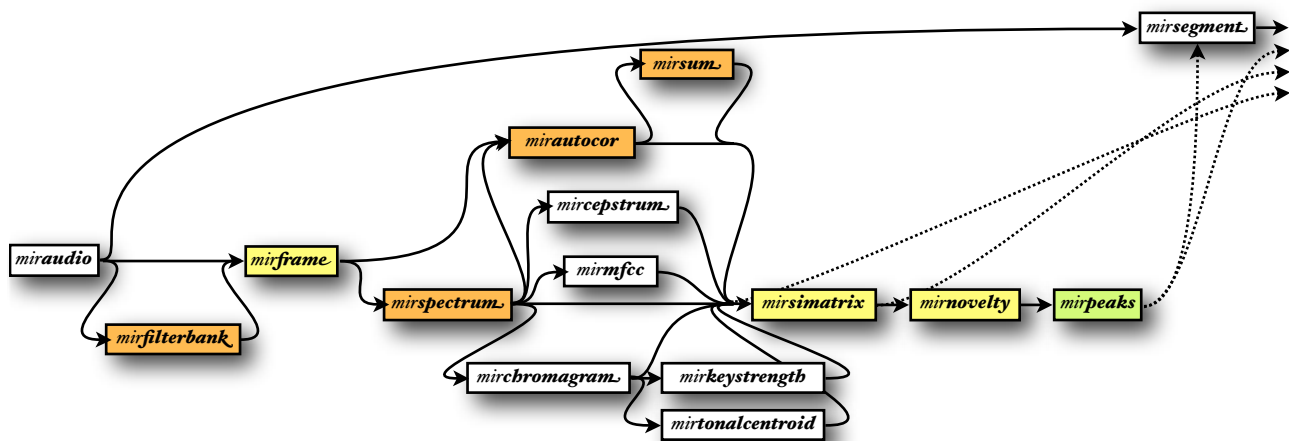 mirsegment
mirsum
mirautocor
mircepstrum
miraudio
mirframe
mirmfcc
mirspectrum
mirsimatrix
mirnovelty
mirpeaks
mirfilterbank
mirchromagram
mirkeystrength
mirtonalcentroid